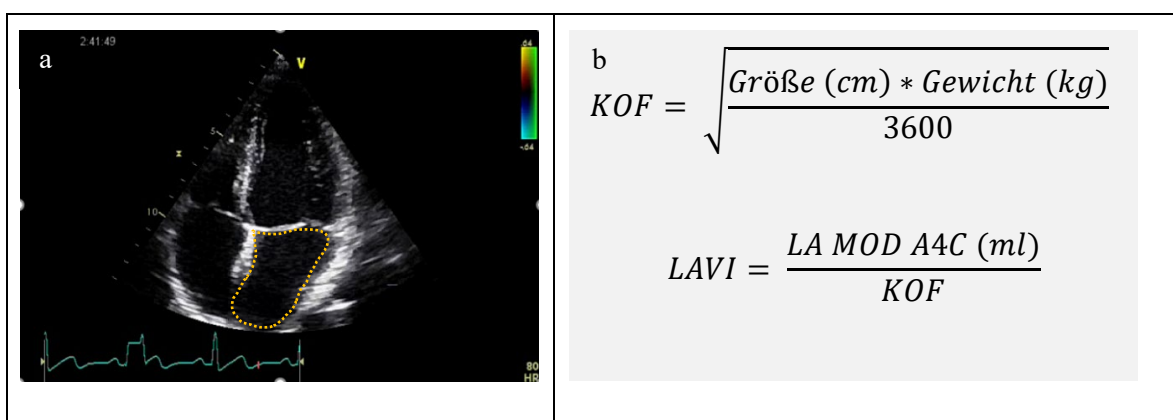 2:41:49
a
V
.64
-.64
5
x
10
80
HR
b
KOF = √(Größe (cm) * Gewicht (kg) / 3600)
LAVI = LA MOD A4C (ml) / KOF